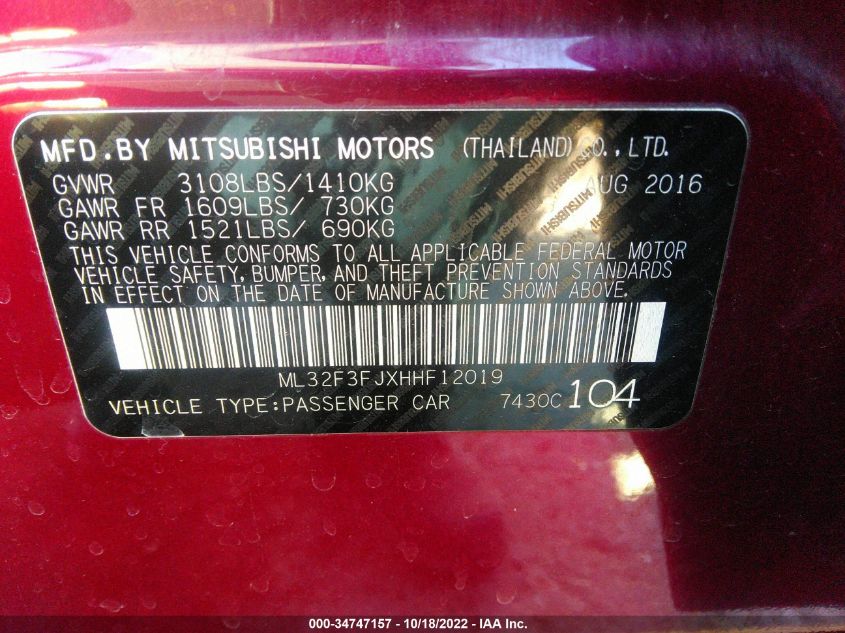 MFD.BY MITSUBISHI MOTORS (THAILAND)CO.,LTD.
GVWR 3108LBS/1410KG AUG 2016
GAWR FR 1609LBS/ 730KG
GAWR RR 1521LBS/ 690KG
THIS VEHICLE CONFORMS TO ALL APPLICABLE FEDERAL MOTOR
VEHICLE SAFETY, BUMPER, AND THEFT PREVENTION STANDARDS
IN EFFECT ON THE DATE OF MANUFACTURE SHOWN ABOVE.
ML32F3FJXHHF12019
VEHICLE TYPE:PASSENGER CAR 7430C 104
000-34747157 - 10/18/2022 - IAA Inc.